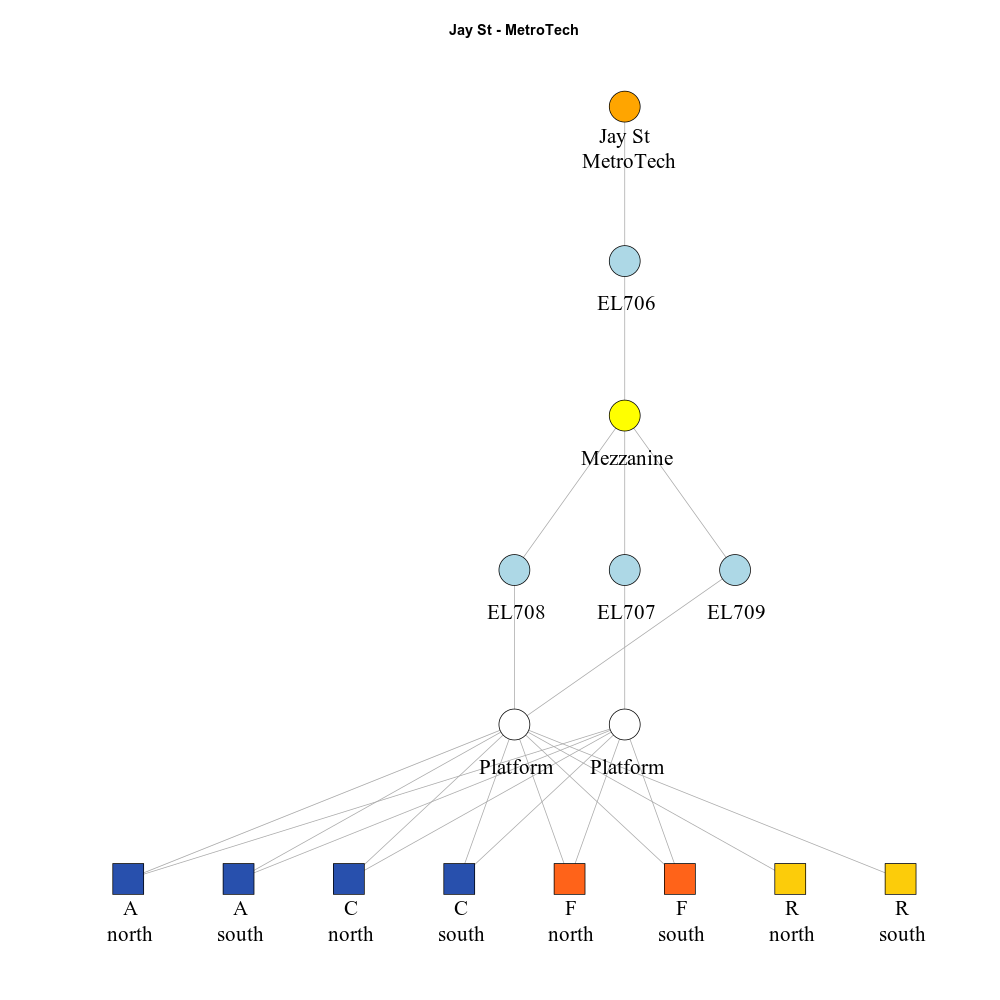 Jay St - MetroTech
Jay St
MetroTech
EL706
Mezzanine
EL708 EL707 EL709
Platform Platform
A A C C F F R R
north south north south north south north south